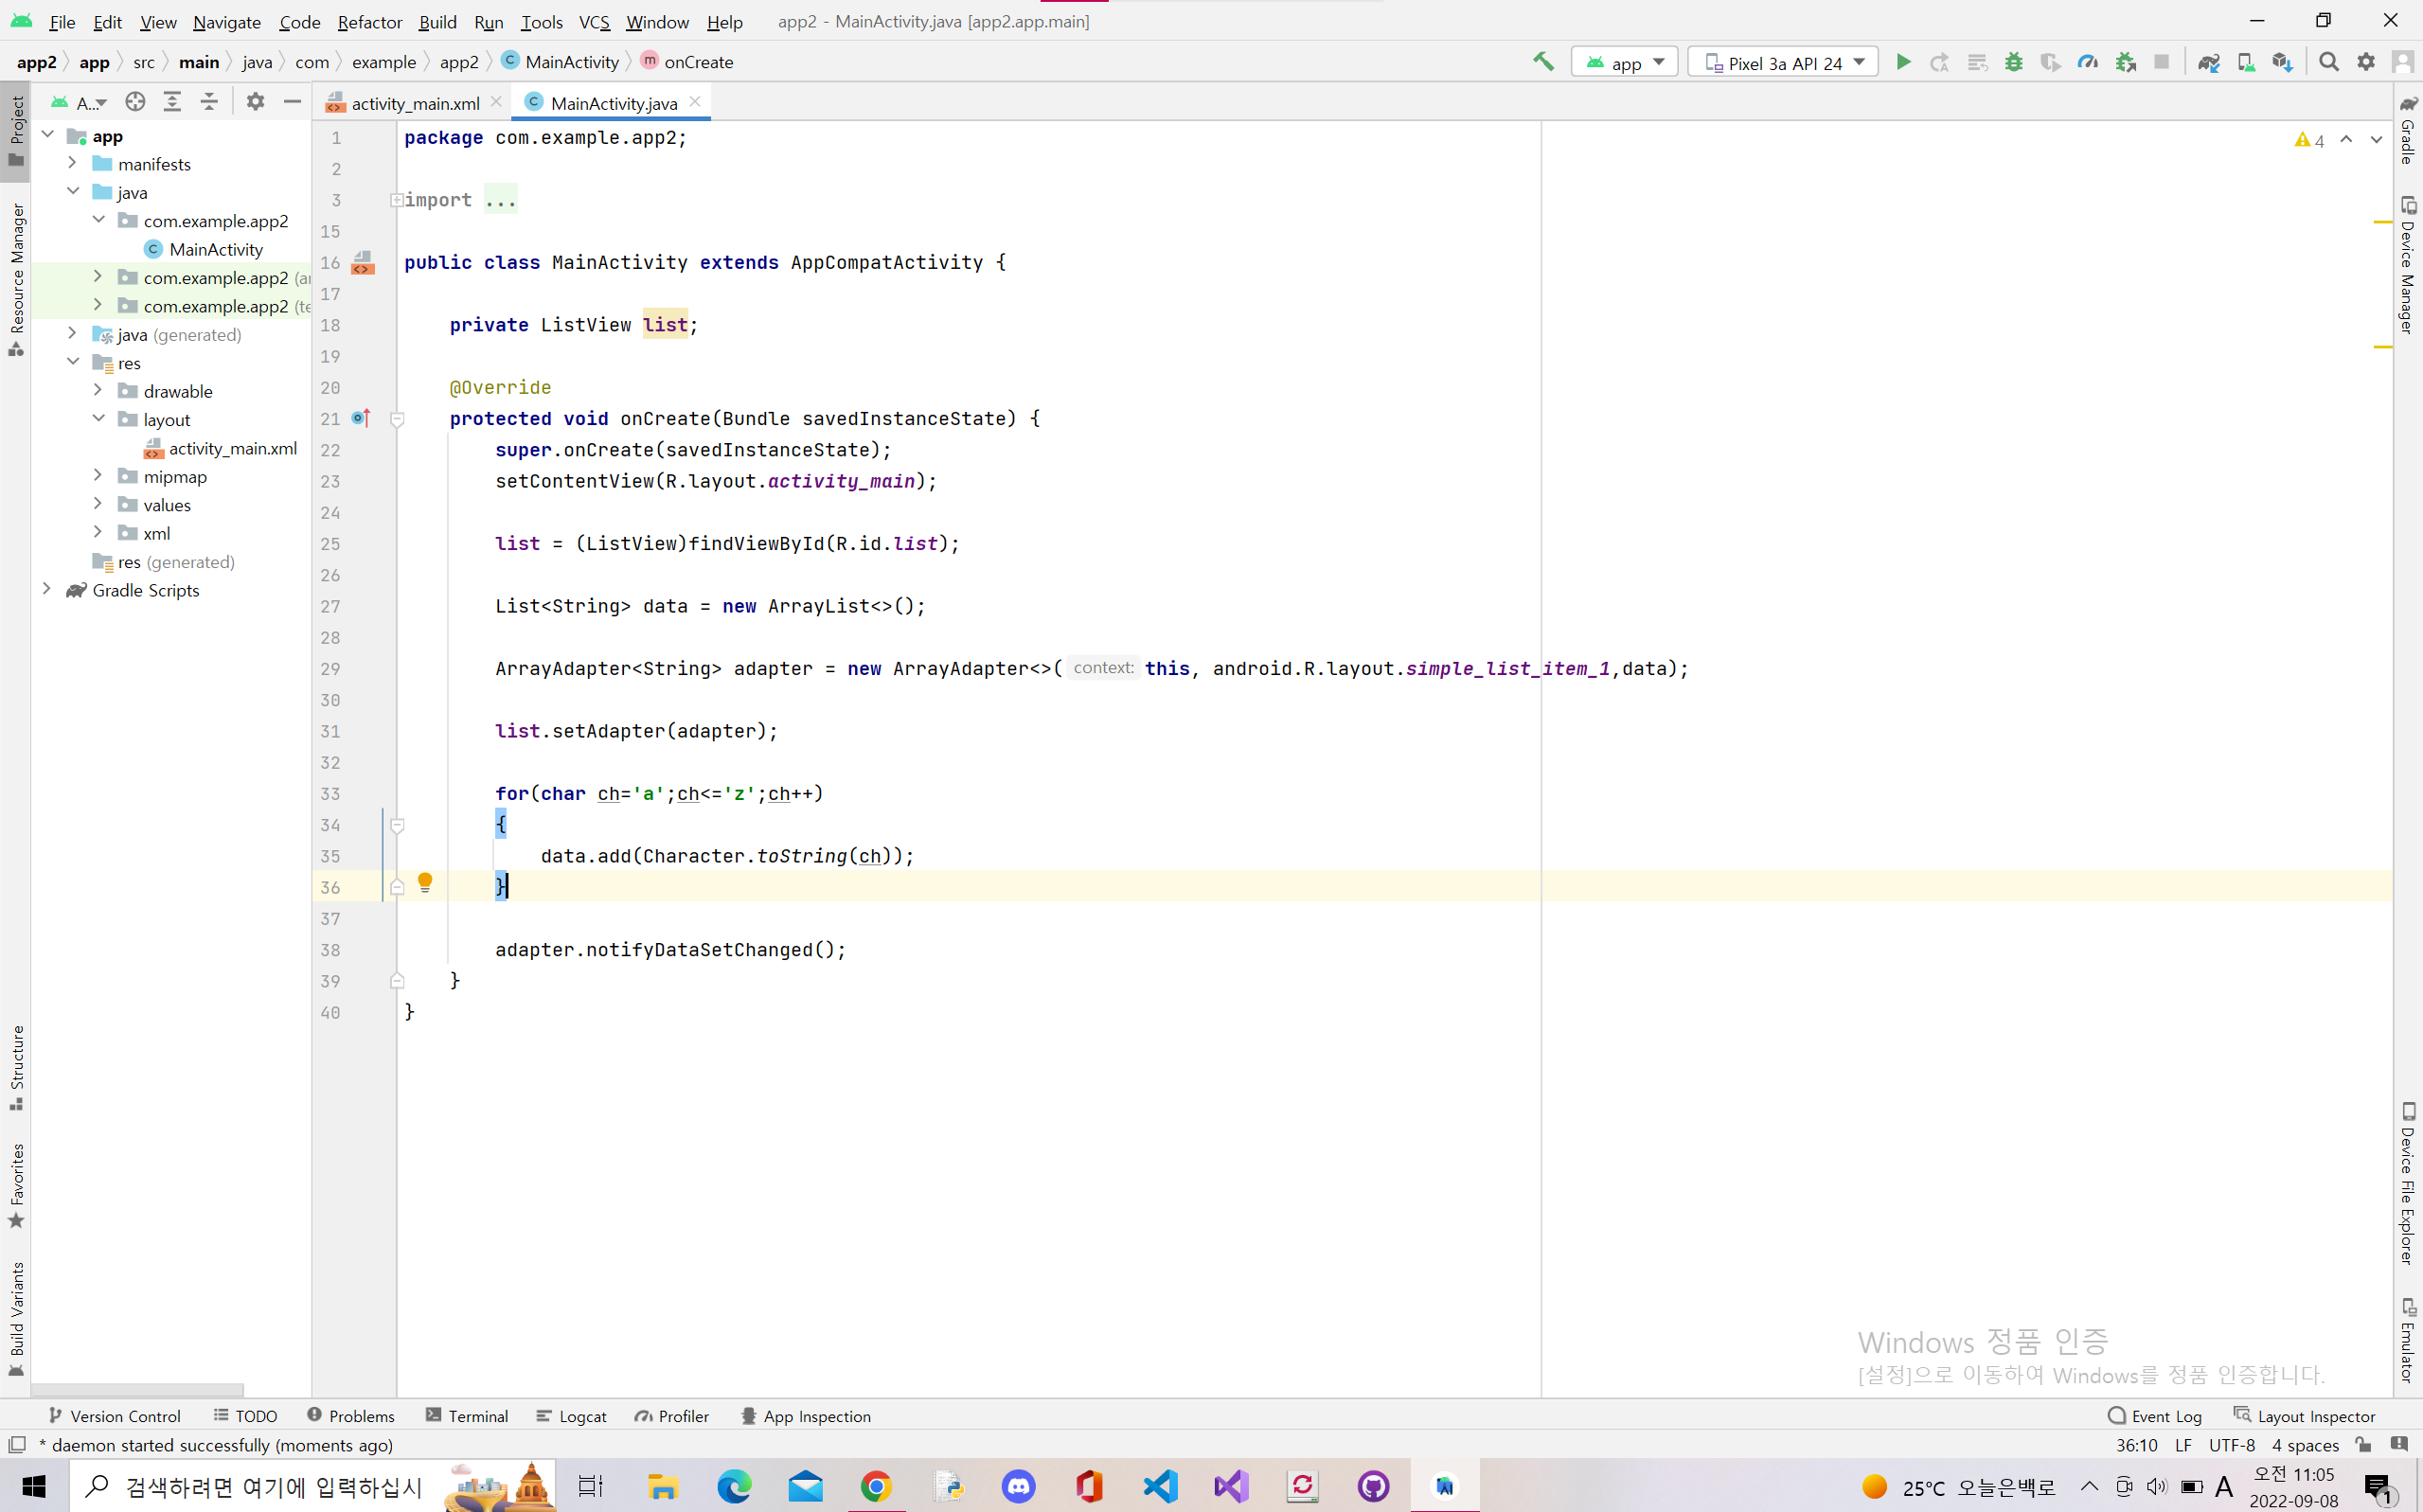 File Edit View Navigate Code Refactor Build Run Tools VCS Window Help app2 - MainActivity.java [app2.app.main]
app2 app src main java com example app2 MainActivity onCreate app Pixel 3a API 24
A... activity_main.xml MainActivity.java
Project
Resource Manager
Structure
Favorites
Build Variants
app
manifests
java
com.example.app2
MainActivity
com.example.app2
com.example.app2
java (generated)
res
drawable
layout
activity_main.xml
mipmap
values
xml
res (generated)
Gradle Scripts
1 package com.example.app2;
2
3 import ...
15
16 public class MainActivity extends AppCompatActivity {
17
18 private ListView list;
19
20 @Override
21 protected void onCreate(Bundle savedInstanceState) {
22 super.onCreate(savedInstanceState);
23 setContentView(R.layout.activity_main);
24
25 list = (ListView)findViewById(R.id.list);
26
27 List<String> data = new ArrayList<>();
28
29 ArrayAdapter<String> adapter = new ArrayAdapter<>( context: this, android.R.layout.simple_list_item_1,data);
30
31 list.setAdapter(adapter);
32
33 for(char ch='a';ch<='z';ch++)
34 {
35 data.add(Character.toString(ch));
36 }
37
38 adapter.notifyDataSetChanged();
39 }
40 }
4
Gradle
Device Manager
Device File Explorer
Emulator
Windows 정품 인증
[설정]으로 이동하여 Windows를 정품 인증합니다.
Version Control TODO Problems Terminal Logcat Profiler App Inspection Event Log Layout Inspector
* daemon started successfully (moments ago) 36:10 LF UTF-8 4 spaces
검색하려면 여기에 입력하십시 25°C 오늘은백로 A 오전 11:05
2022-09-08 1